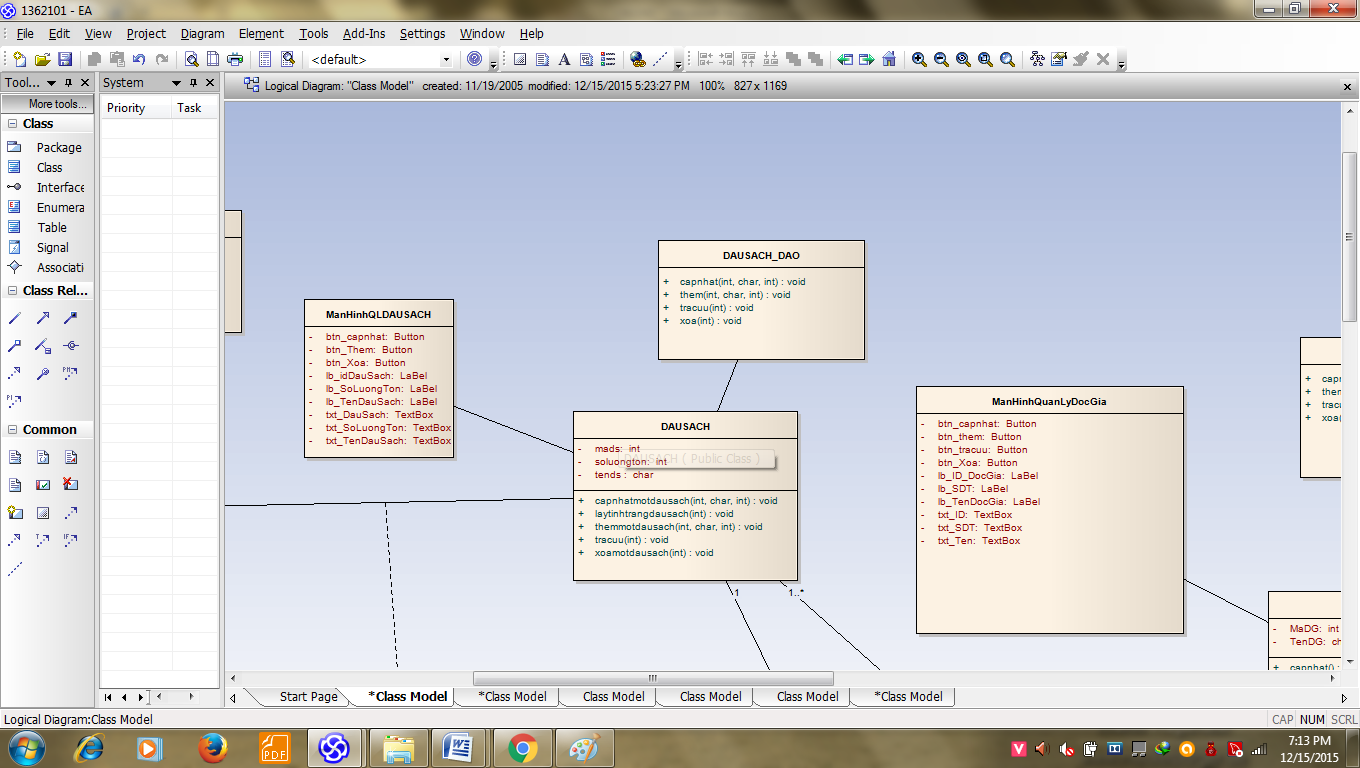 1362101 - EA
File Edit View Project Diagram Element Tools Add-Ins Settings Window Help
<default>
Tool... System
Logical Diagram: "Class Model" created: 11/19/2005 modified: 12/15/2015 5:23:27 PM 100% 827 x 1169
More tools...
Priority Task
Class
Package
Class
Interface
Enumera
Table
Signal
Associati
Class Rel...
Common
DAUSACH_DAO
+ capnhat(int, char, int) : void
+ them(int, char, int) : void
+ tracuu(int) : void
+ xoa(int) : void
ManHinhQLDAUSACH
- btn_capnhat: Button
- btn_Them: Button
- btn_Xoa: Button
- lb_idDauSach: LaBel
- lb_SoLuongTon: LaBel
- lb_TenDauSach: LaBel
- txt_DauSach: TextBox
- txt_SoLuongTon: TextBox
- txt_TenDauSach: TextBox
DAUSACH
- mads: int
- soluongton: int
- tends : char
DAUSACH ( Public Class )
+ capnhatmotdausach(int, char, int) : void
+ laytinhtrangdausach(int) : void
+ themmotdausach(int, char, int) : void
+ tracuu(int) : void
+ xoamotdausach(int) : void
1
1..*
ManHinhQuanLyDocGia
- btn_capnhat: Button
- btn_them: Button
- btn_tracuu: Button
- btn_Xoa: Button
- lb_ID_DocGia: LaBel
- lb_SDT: LaBel
- lb_TenDocGia: LaBel
- txt_ID: TextBox
- txt_SDT: TextBox
- txt_Ten: TextBox
+ capn
+ them
+ tracu
+ xoa(
- MaDG: int
- TenDG: ch
+ capnhat() :
Start Page *Class Model *Class Model Class Model Class Model Class Model *Class Model
Logical Diagram:Class Model CAP NUM SCRL
PDF
7:13 PM
12/15/2015